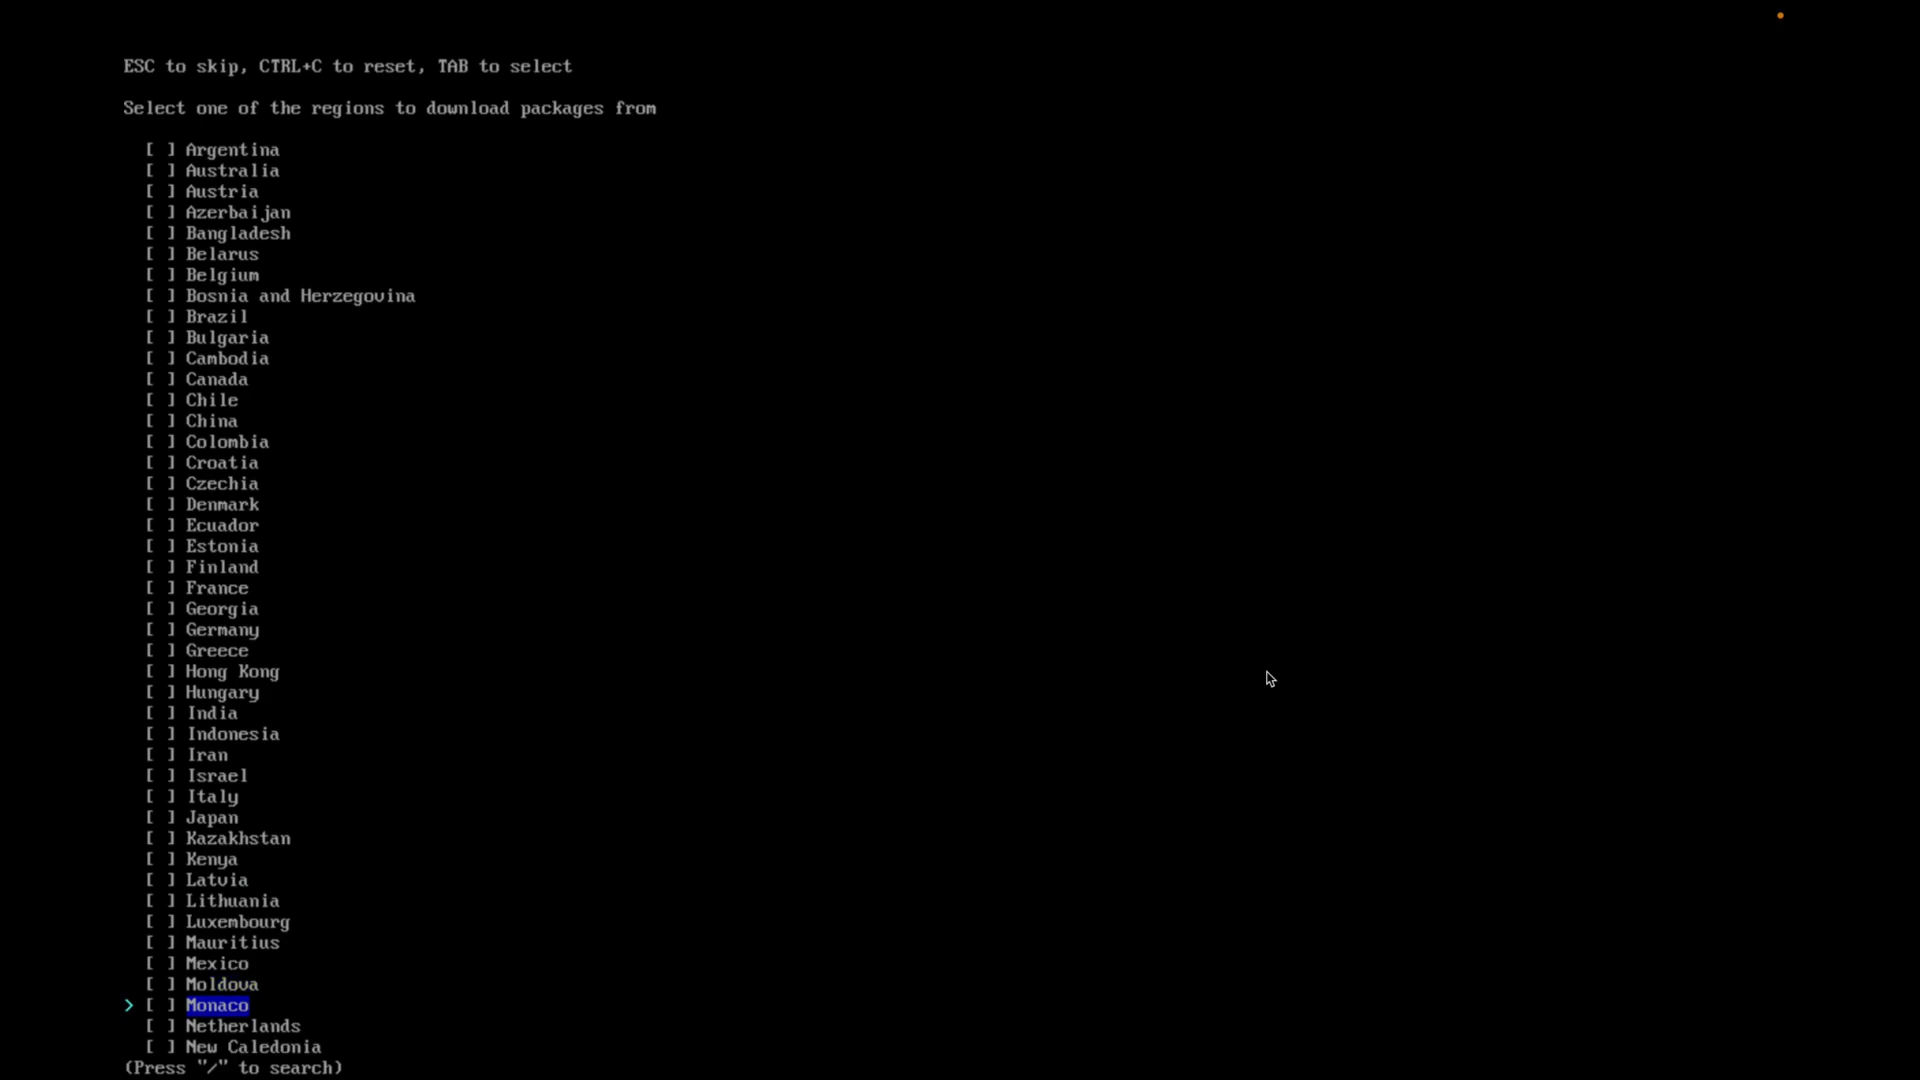 ESC to skip, CTRL+C to reset, TAB to select
Select one of the regions to download packages from
[ ] Argentina
[ ] Australia
[ ] Austria
[ ] Azerbaijan
[ ] Bangladesh
[ ] Belarus
[ ] Belgium
[ ] Bosnia and Herzegovina
[ ] Brazil
[ ] Bulgaria
[ ] Cambodia
[ ] Canada
[ ] Chile
[ ] China
[ ] Colombia
[ ] Croatia
[ ] Czechia
[ ] Denmark
[ ] Ecuador
[ ] Estonia
[ ] Finland
[ ] France
[ ] Georgia
[ ] Germany
[ ] Greece
[ ] Hong Kong
[ ] Hungary
[ ] India
[ ] Indonesia
[ ] Iran
[ ] Israel
[ ] Italy
[ ] Japan
[ ] Kazakhstan
[ ] Kenya
[ ] Latvia
[ ] Lithuania
[ ] Luxembourg
[ ] Mauritius
[ ] Mexico
[ ] Moldova
> [ ] Monaco
[ ] Netherlands
[ ] New Caledonia
(Press "/" to search)